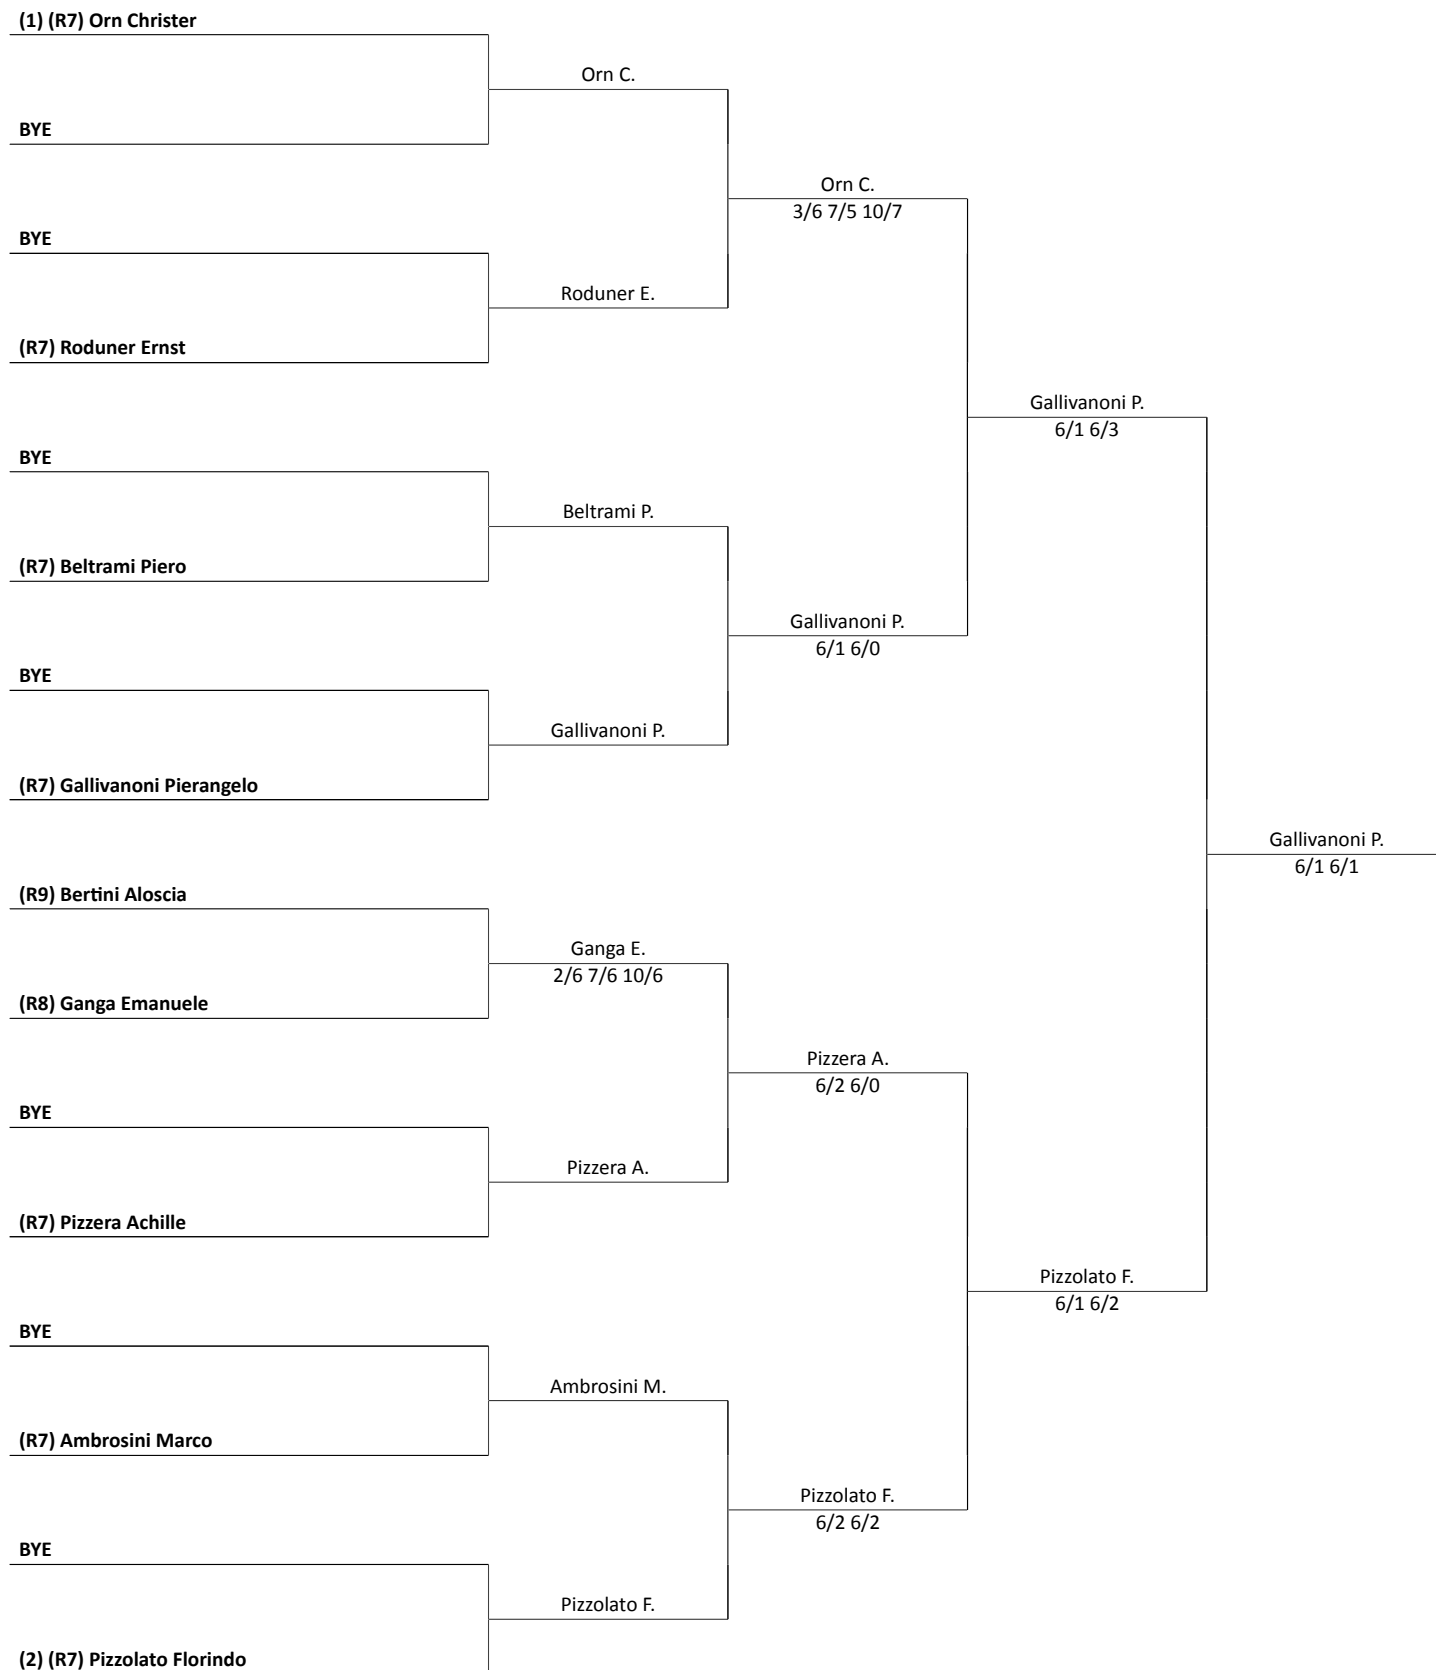 (1) (R7) Orn Christer
Orn C.
BYE
Orn C.
3/6 7/5 10/7
BYE
Roduner E.
(R7) Roduner Ernst
Gallivanoni P.
6/1 6/3
BYE
Beltrami P.
(R7) Beltrami Piero
Gallivanoni P.
6/1 6/0
BYE
Gallivanoni P.
(R7) Gallivanoni Pierangelo
Gallivanoni P.
6/1 6/1
(R9) Bertini Aloscia
Ganga E.
2/6 7/6 10/6
(R8) Ganga Emanuele
Pizzera A.
6/2 6/0
BYE
Pizzera A.
(R7) Pizzera Achille
Pizzolato F.
6/1 6/2
BYE
Ambrosini M.
(R7) Ambrosini Marco
Pizzolato F.
6/2 6/2
BYE
Pizzolato F.
(2) (R7) Pizzolato Florindo